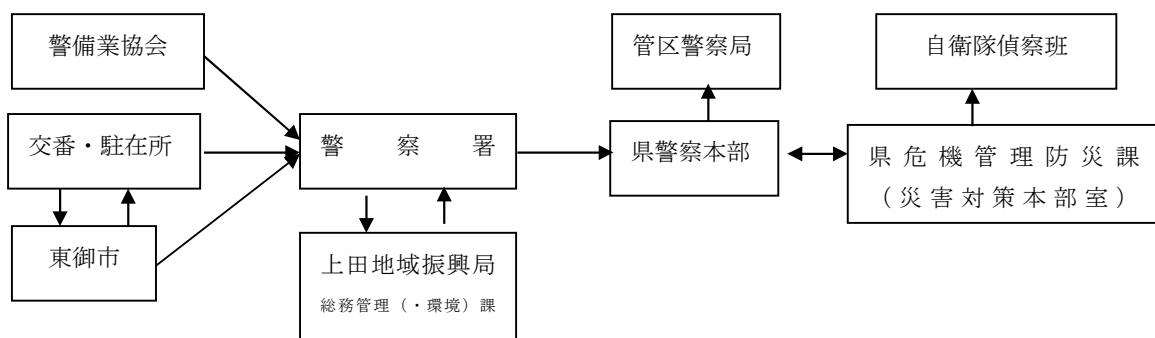 警備業協会
管区警察局
自衛隊偵察班
交番・駐在所
警察署
県警察本部
県危機管理防災課
（災害対策本部室）
東御市
上田地域振興局
総務管理（・環境）課